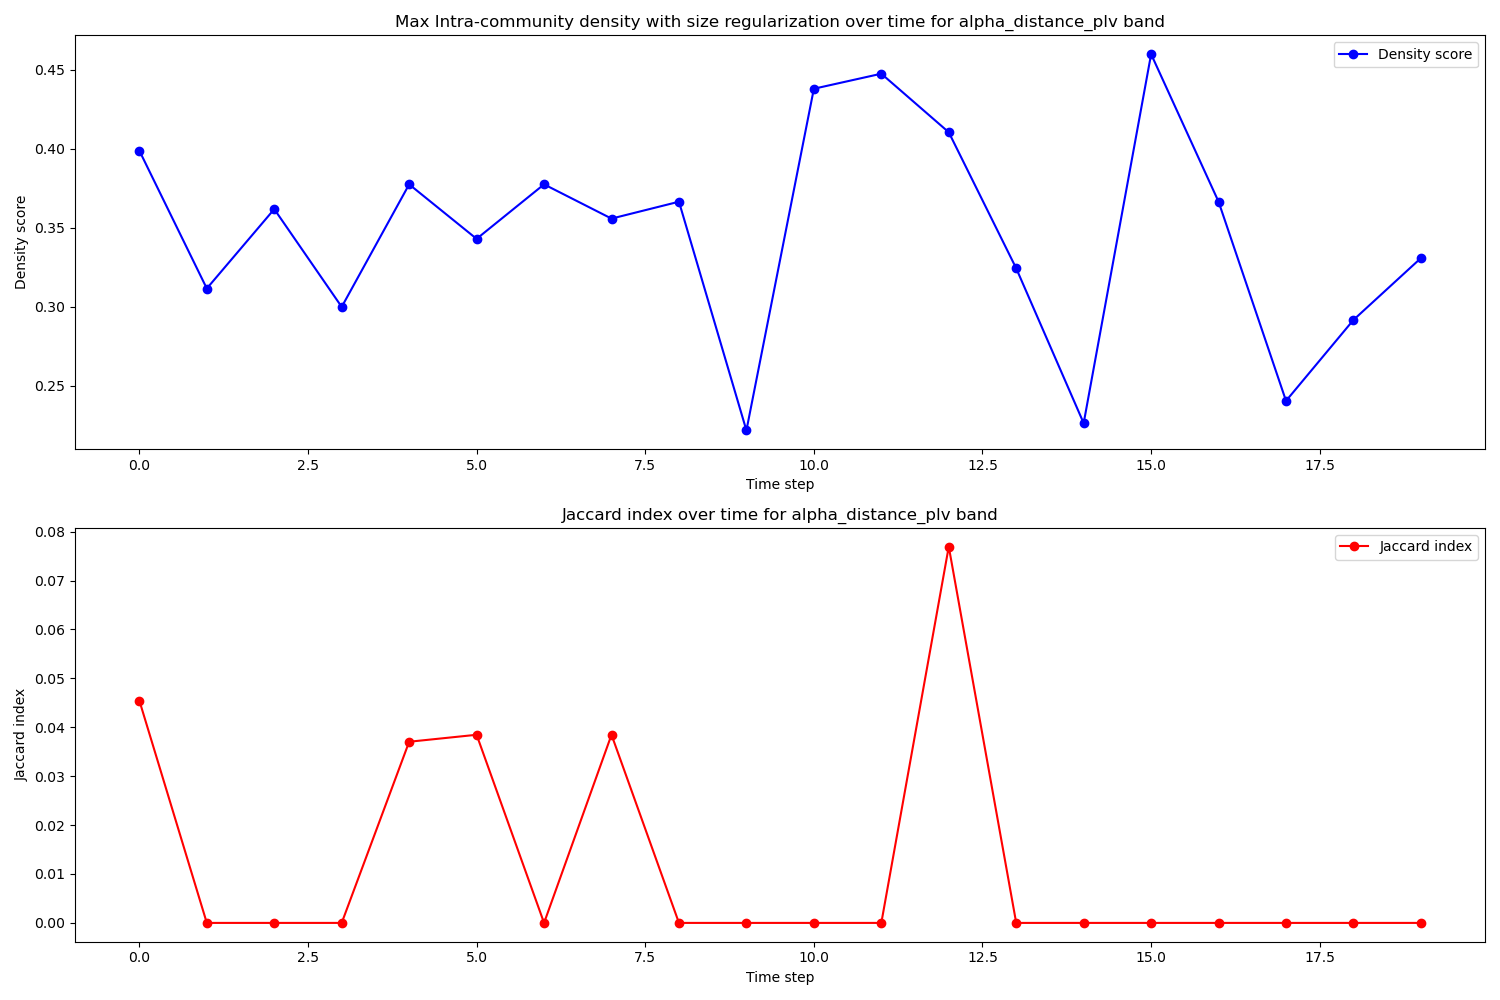 Max Intra-community density with size regularization over time for alpha_distance_plv band
Density score
0.45
0.40
0.35
0.30
0.25
Density score
0.0 2.5 5.0 7.5 10.0 12.5 15.0 17.5
Time step
Jaccard index over time for alpha_distance_plv band
Jaccard index
0.08
0.07
0.06
0.05
0.04
0.03
0.02
0.01
0.00
Jaccard index
0.0 2.5 5.0 7.5 10.0 12.5 15.0 17.5
Time step